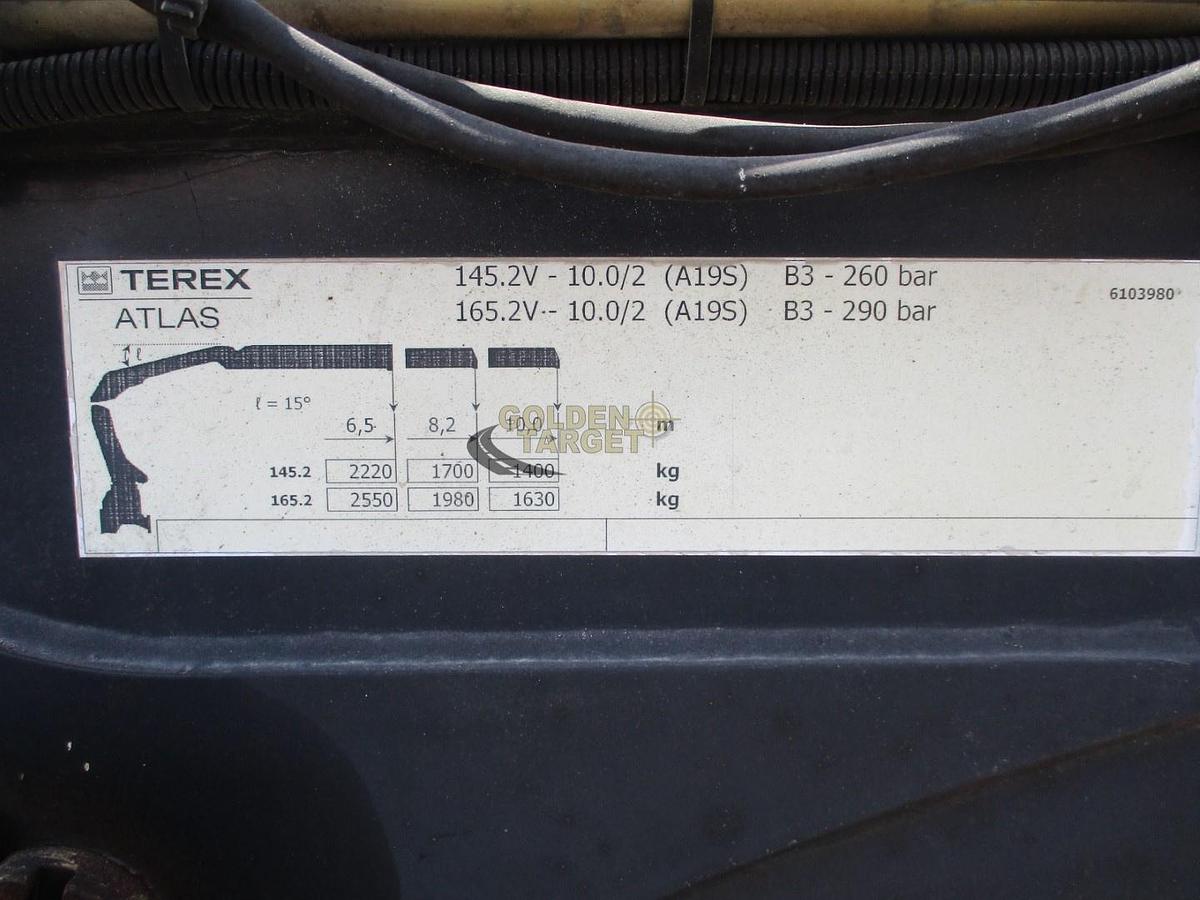 TEREX
ATLAS
145.2V - 10.0/2 (A19S) B3 - 260 bar
165.2V - 10.0/2 (A19S) B3 - 290 bar
6103980
ℓ
ℓ = 15°
6,5 8,2 10,0 m
145.2 2220 1700 1400 kg
165.2 2550 1980 1630 kg
GOLDEN
TARGET